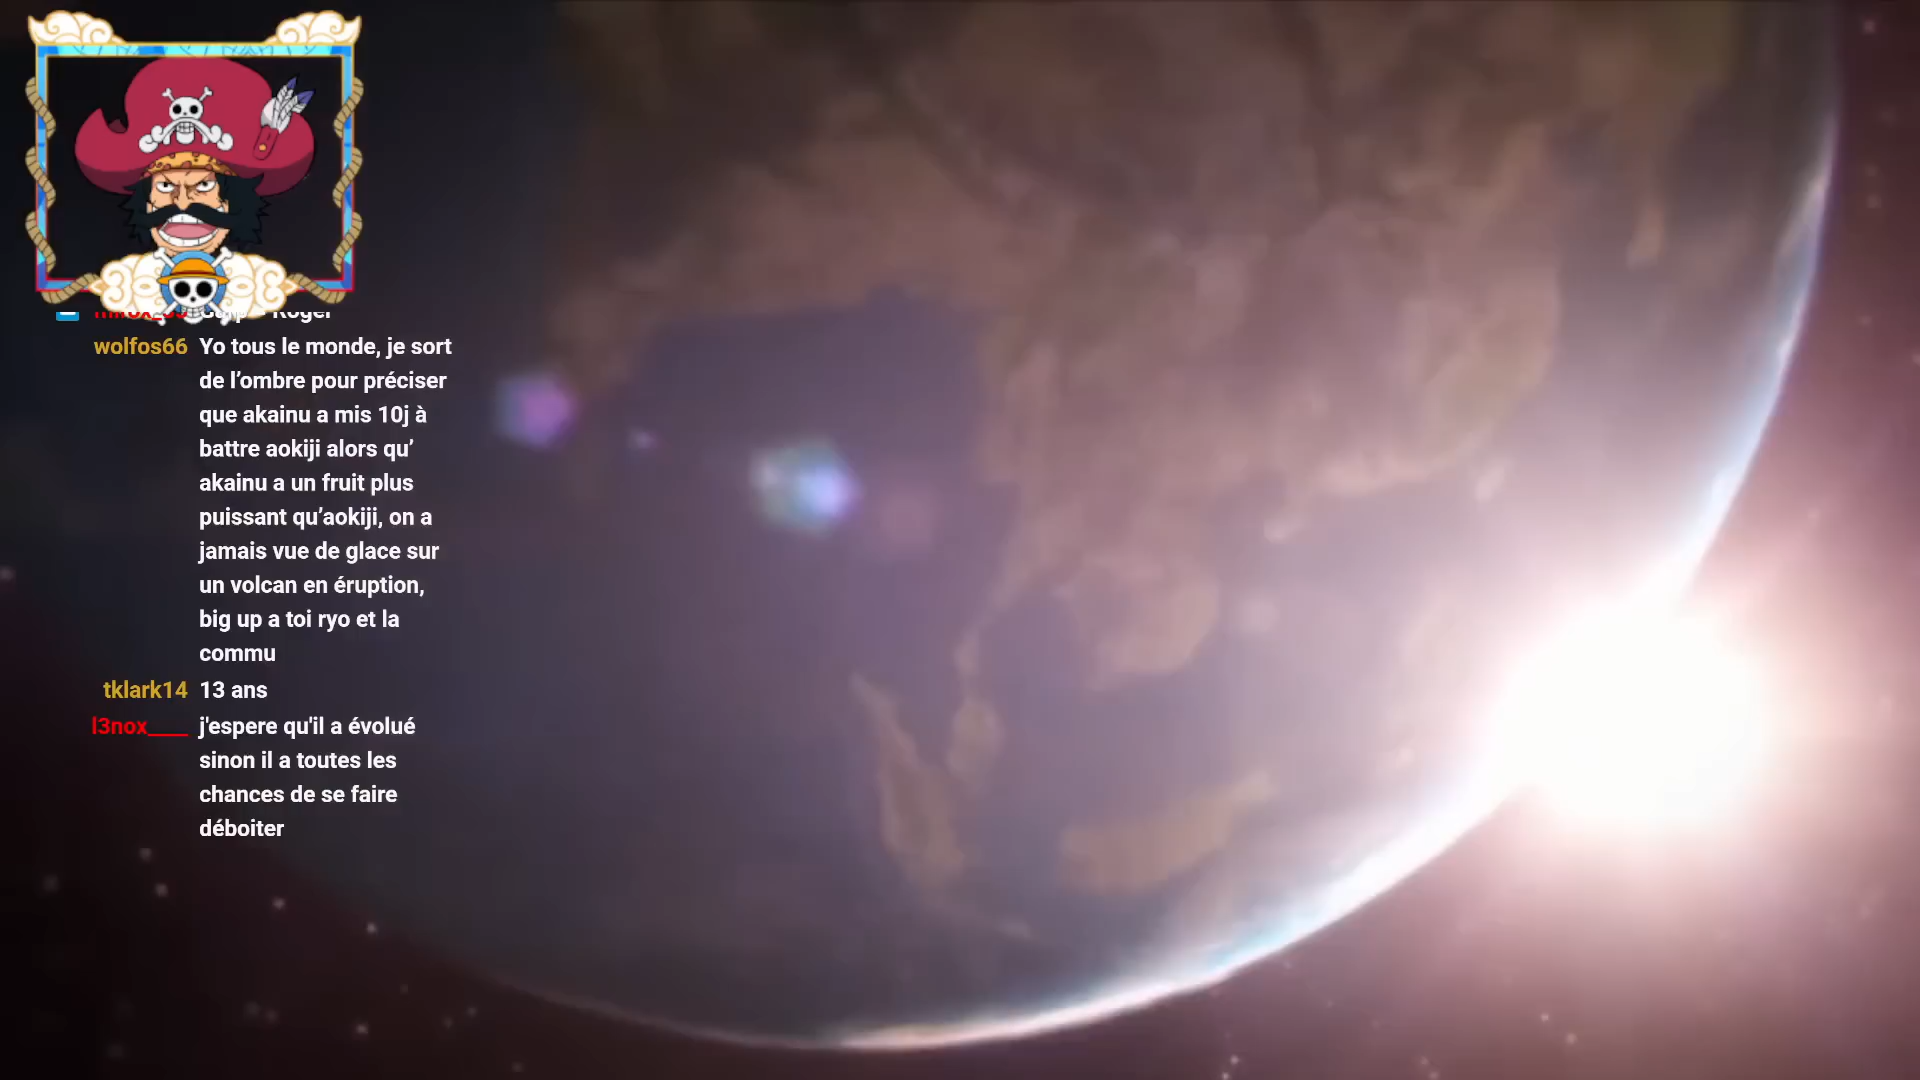 Roger
wolfos66 Yo tous le monde, je sort
de l’ombre pour préciser
que akainu a mis 10j à
battre aokiji alors qu’
akainu a un fruit plus
puissant qu’aokiji, on a
jamais vue de glace sur
un volcan en éruption,
big up a toi ryo et la
commu
tklark14 13 ans
l3nox____ j'espere qu'il a évolué
sinon il a toutes les
chances de se faire
déboiter